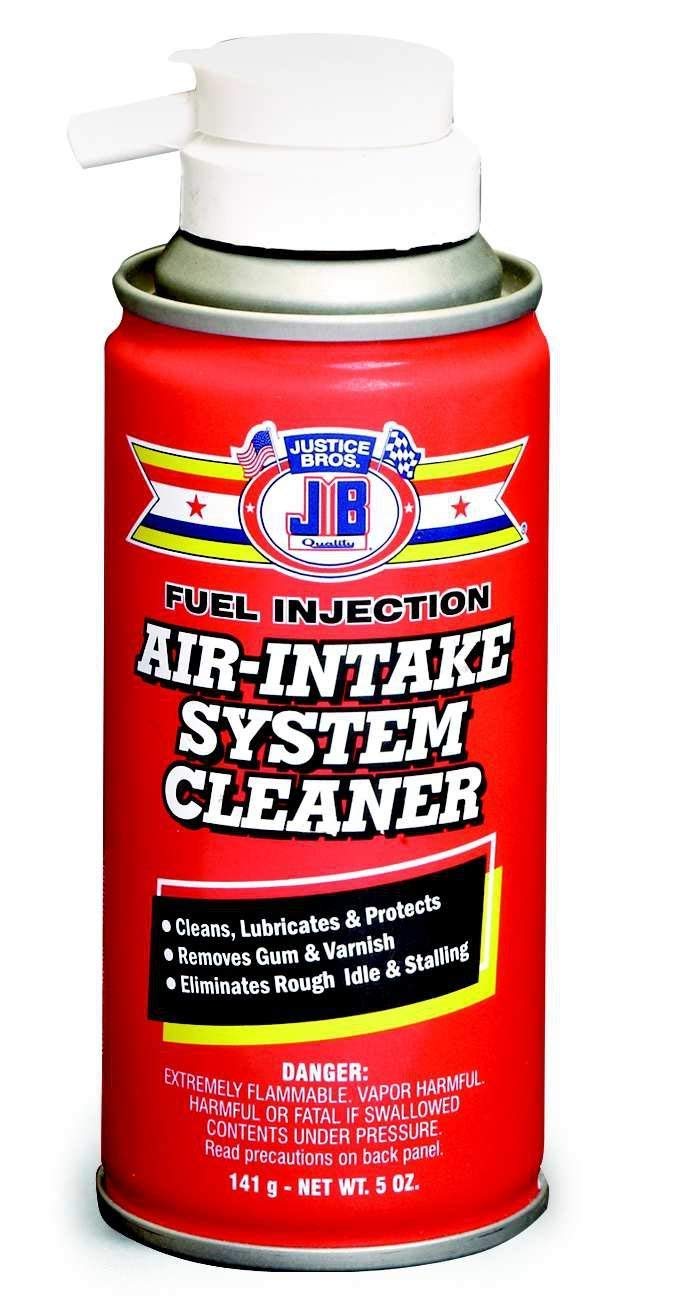 JUSTICE
BROS.
JB
Quality
®
FUEL INJECTION
AIR-INTAKE
SYSTEM
CLEANER
• Cleans, Lubricates & Protects
• Removes Gum & Varnish
• Eliminates Rough Idle & Stalling
DANGER:
EXTREMELY FLAMMABLE. VAPOR HARMFUL.
HARMFUL OR FATAL IF SWALLOWED
CONTENTS UNDER PRESSURE.
Read precautions on back panel.
141 g - NET WT. 5 OZ.